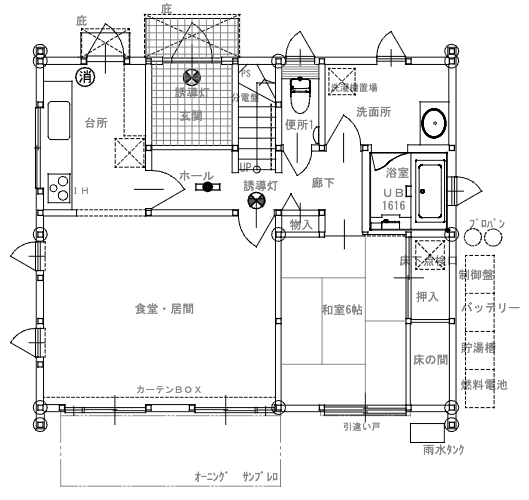 庇
庇
消
PS
誘導灯
分電盤
洗濯機置場
台所
玄関
便所1
洗面所
UP
浴室
ホール
誘導灯
廊下
IH
UB
1616
物入
プロパン
床下点検口
制御盤
押入
食堂・居間
和室6帖
バッテリー
貯湯槽
床の間
カーテンBOX
燃料電池
引違い戸
雨水タンク
オーニング サンブレロ